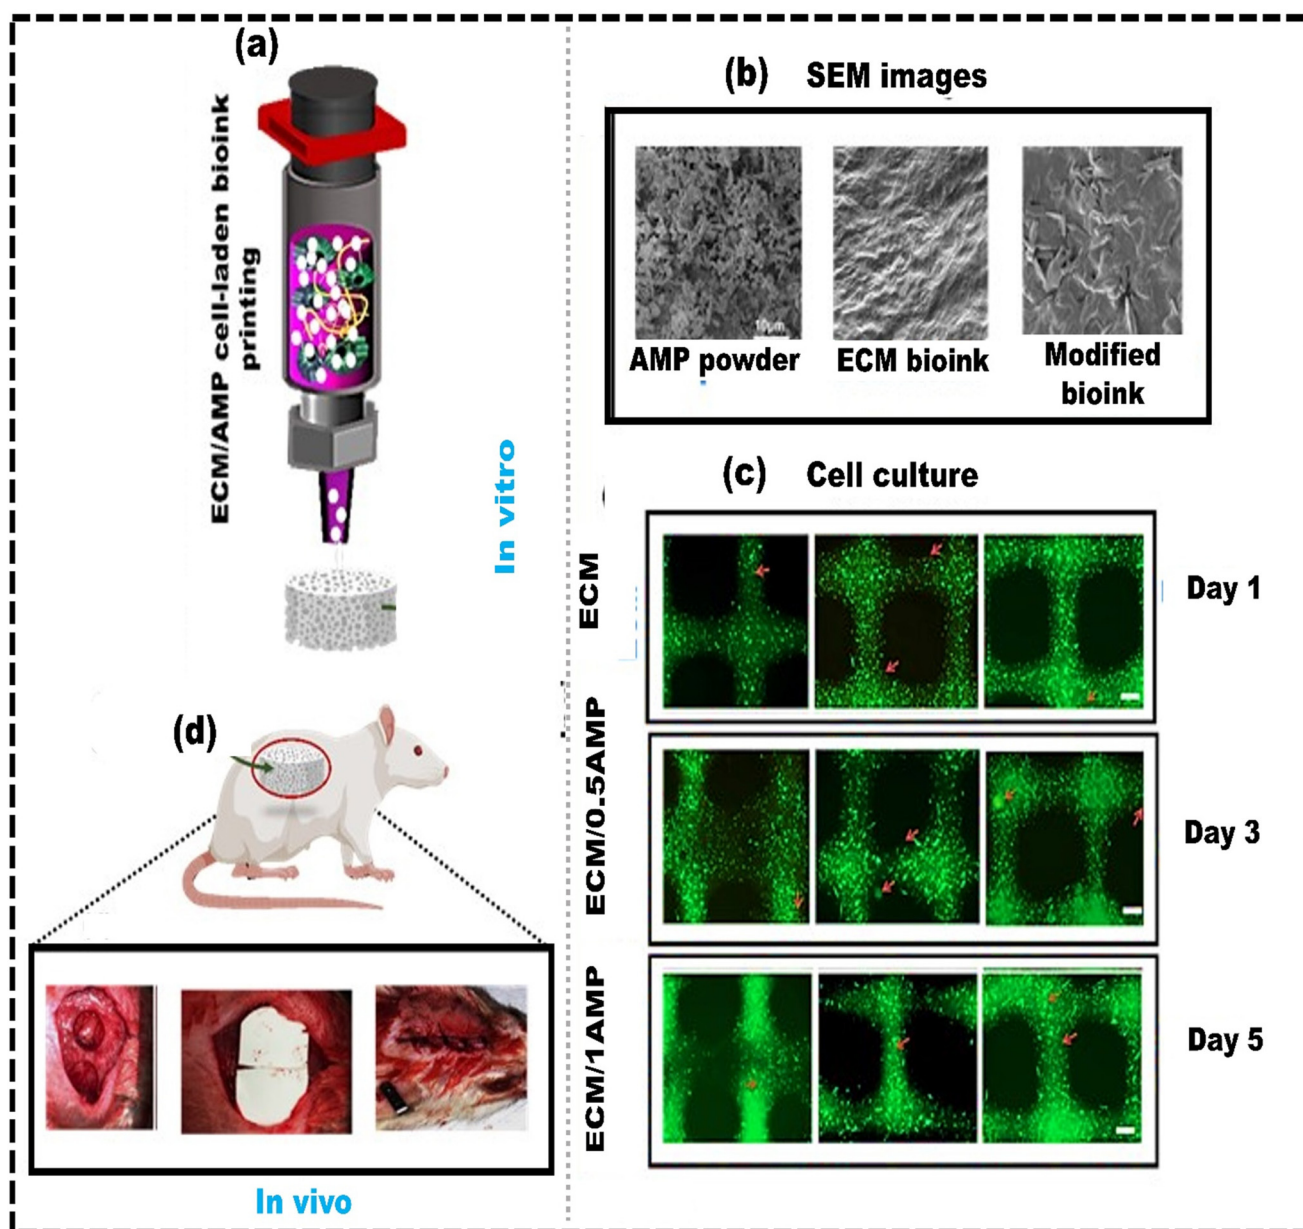 (a)
ECM/AMP cell-laden bioink
printing
In vitro
(b) SEM images
10µm
AMP powder
ECM bioink
Modified
bioink
(c) Cell culture
ECM
Day 1
ECM/0.5AMP
Day 3
ECM/1AMP
Day 5
(d)
In vivo